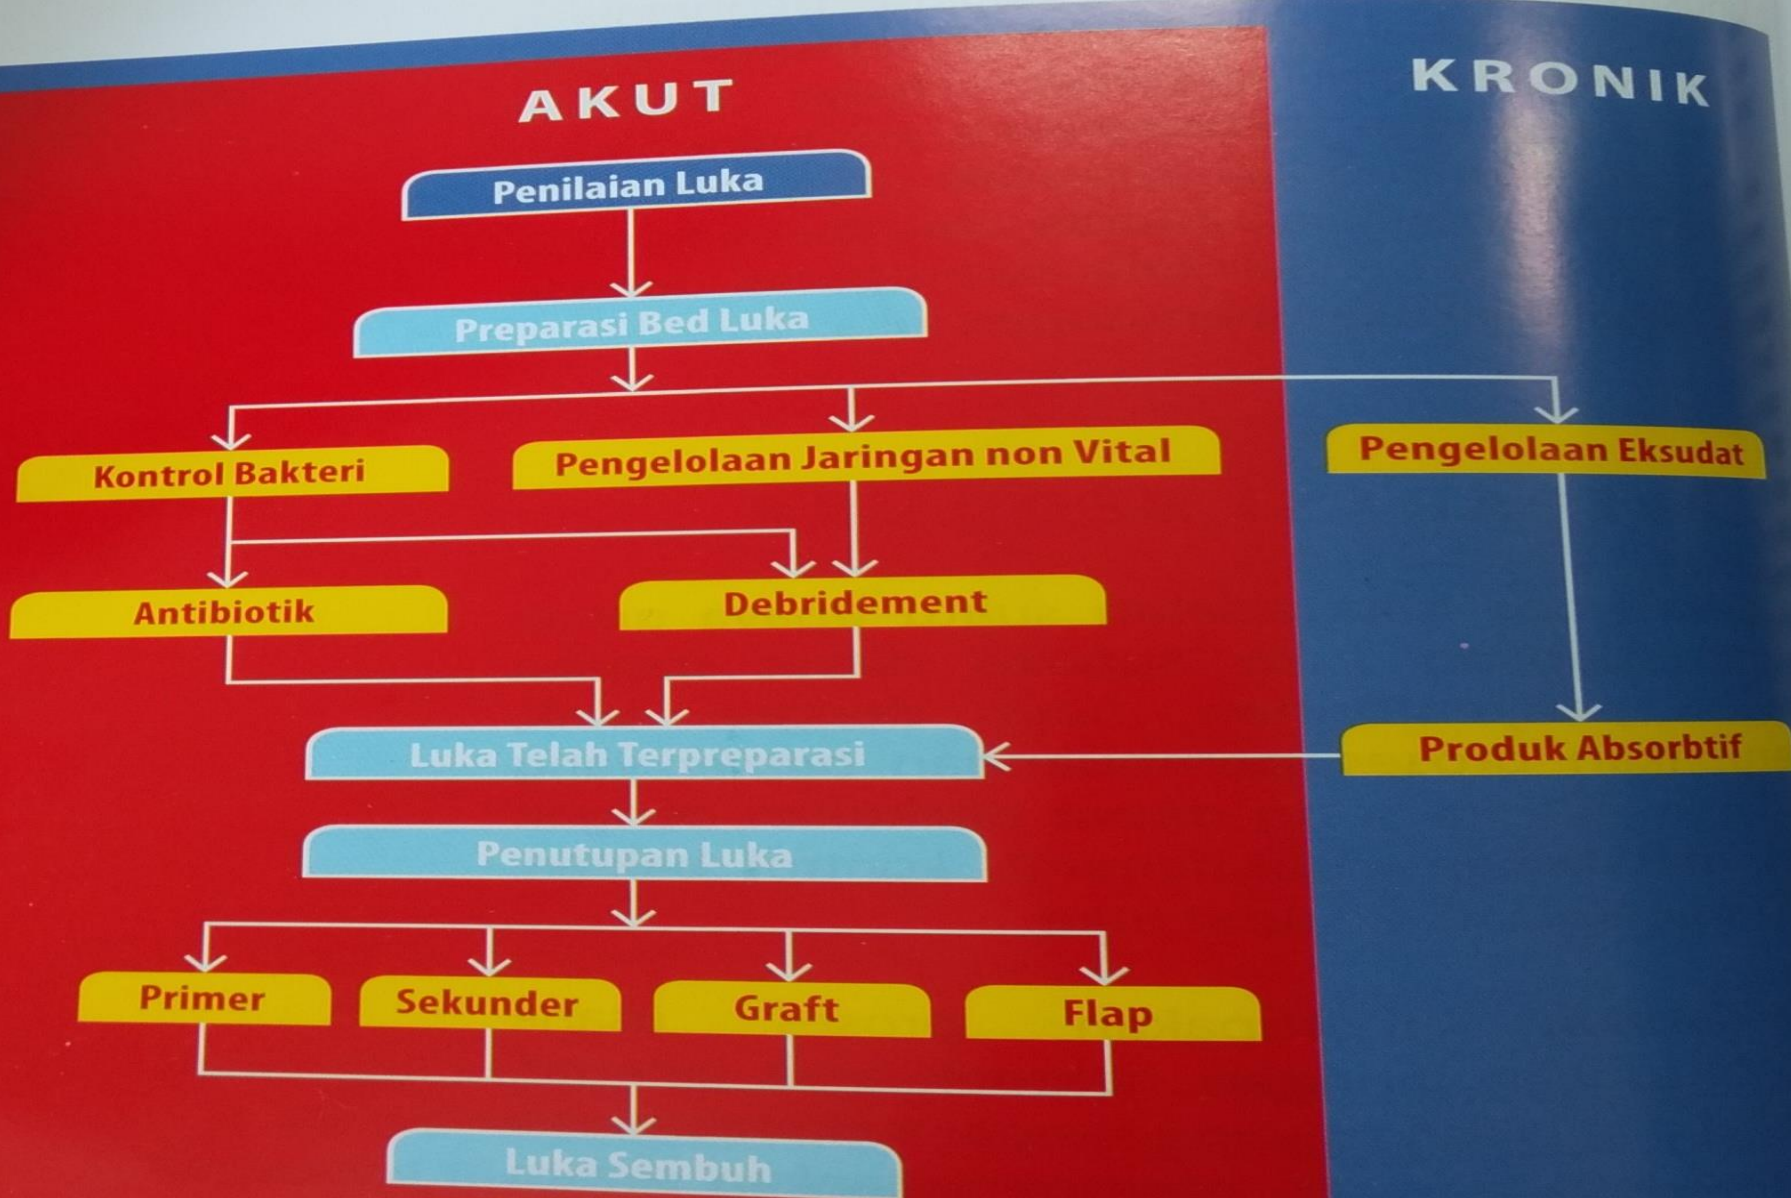 AKUT
KRONIK
Penilaian Luka
Preparasi Bed Luka
Kontrol Bakteri
Pengelolaan Jaringan non Vital
Pengelolaan Eksudat
Antibiotik
Debridement
Luka Telah Terpreparasi
Produk Absorbtif
Penutupan Luka
Primer
Sekunder
Graft
Flap
Luka Sembuh